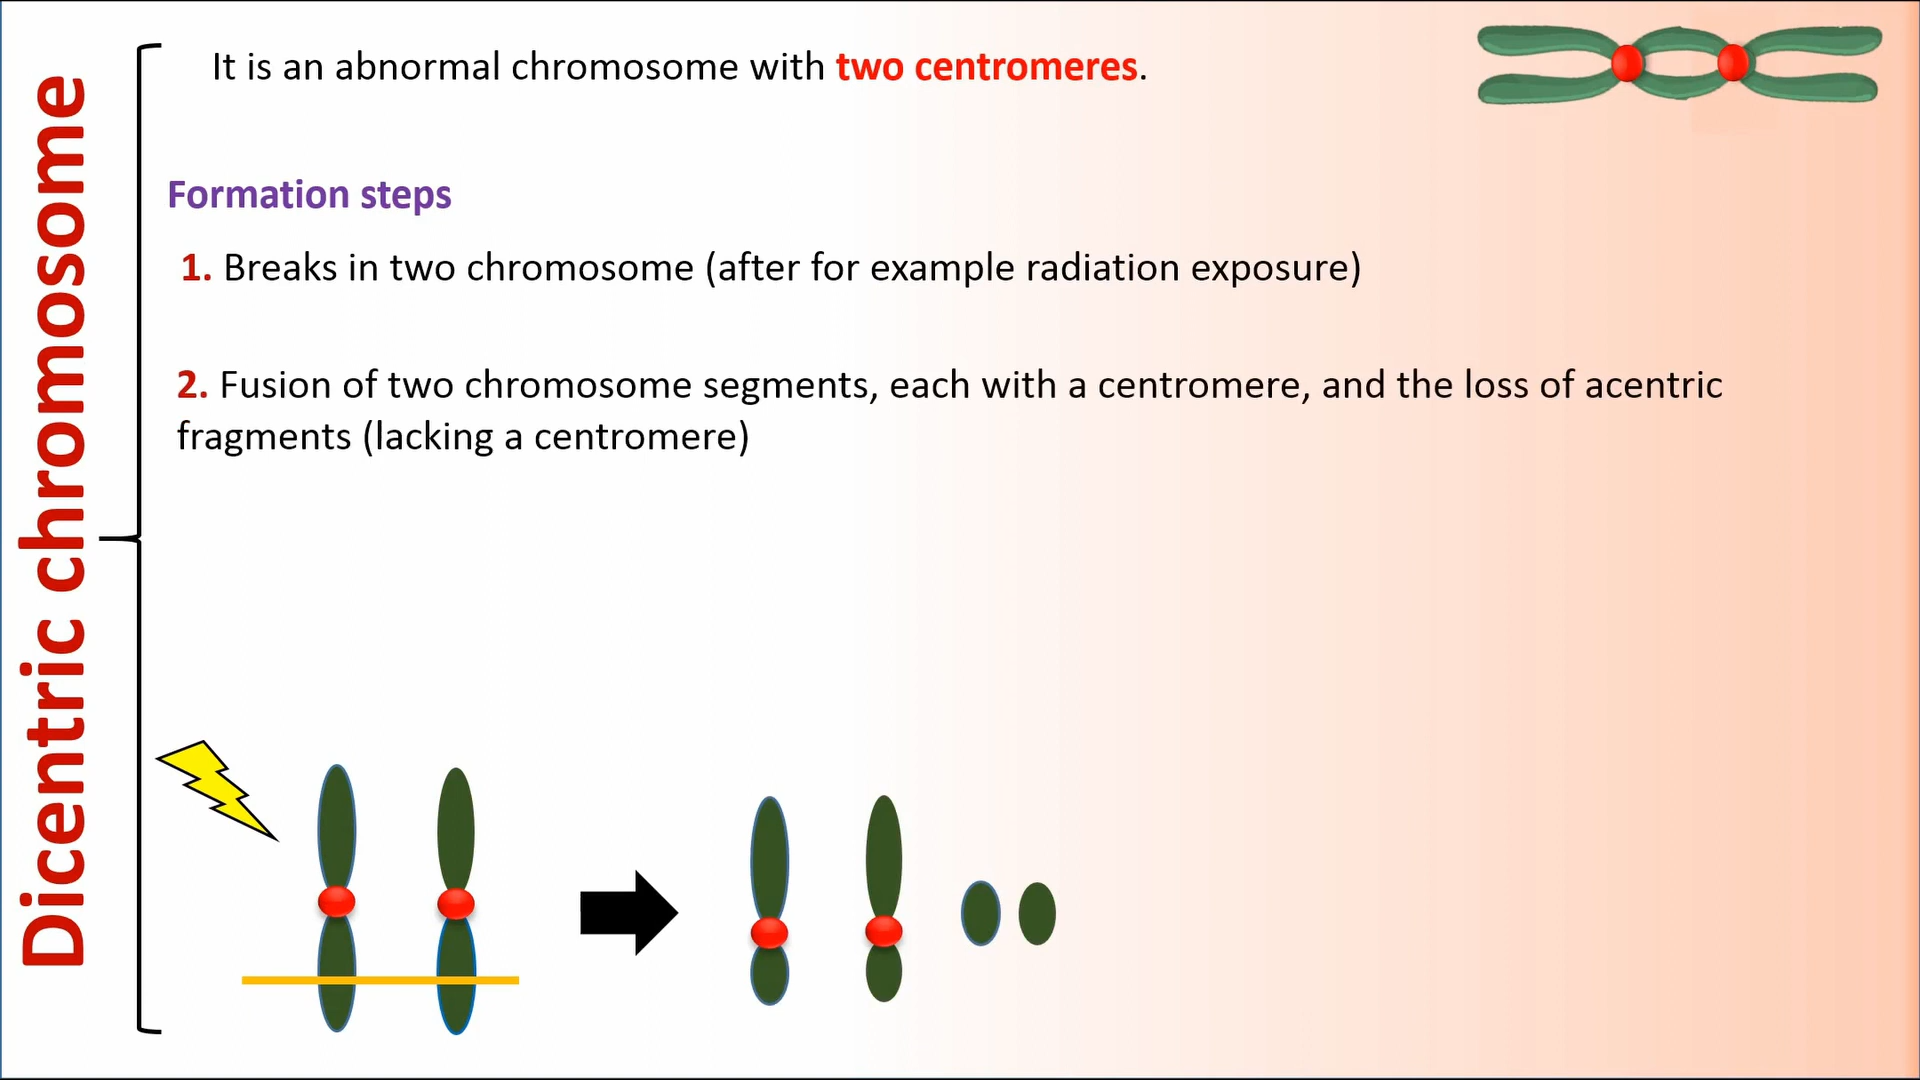 Dicentric chromosome
It is an abnormal chromosome with two centromeres.
Formation steps
1. Breaks in two chromosome (after for example radiation exposure)
2. Fusion of two chromosome segments, each with a centromere, and the loss of acentric
fragments (lacking a centromere)